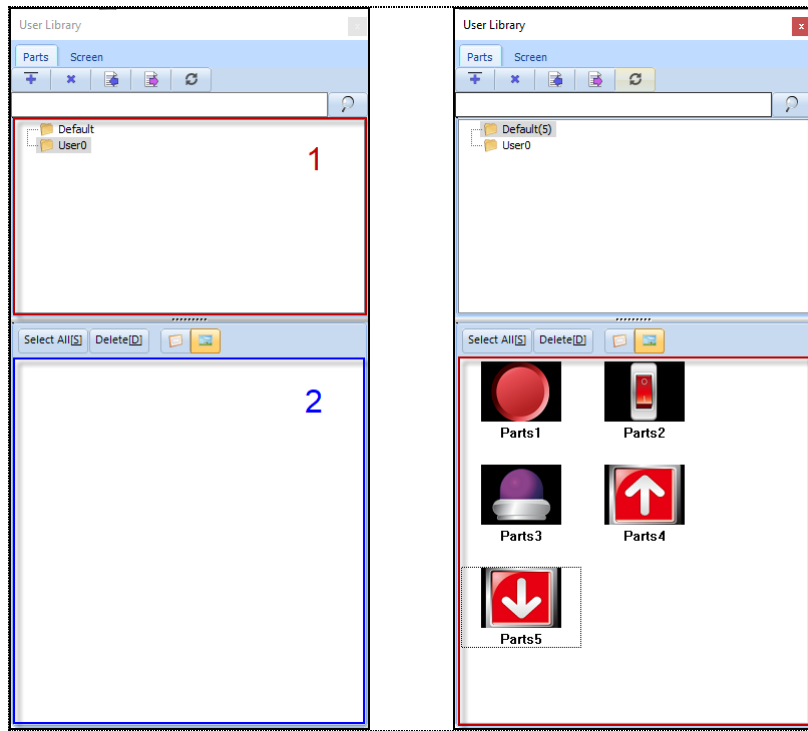 User Library x
Parts Screen
Default
User0
1
Select All[S] Delete[D]
2
User Library x
Parts Screen
Default(5)
User0
Select All[S] Delete[D]
Parts1 Parts2
Parts3 Parts4
Parts5